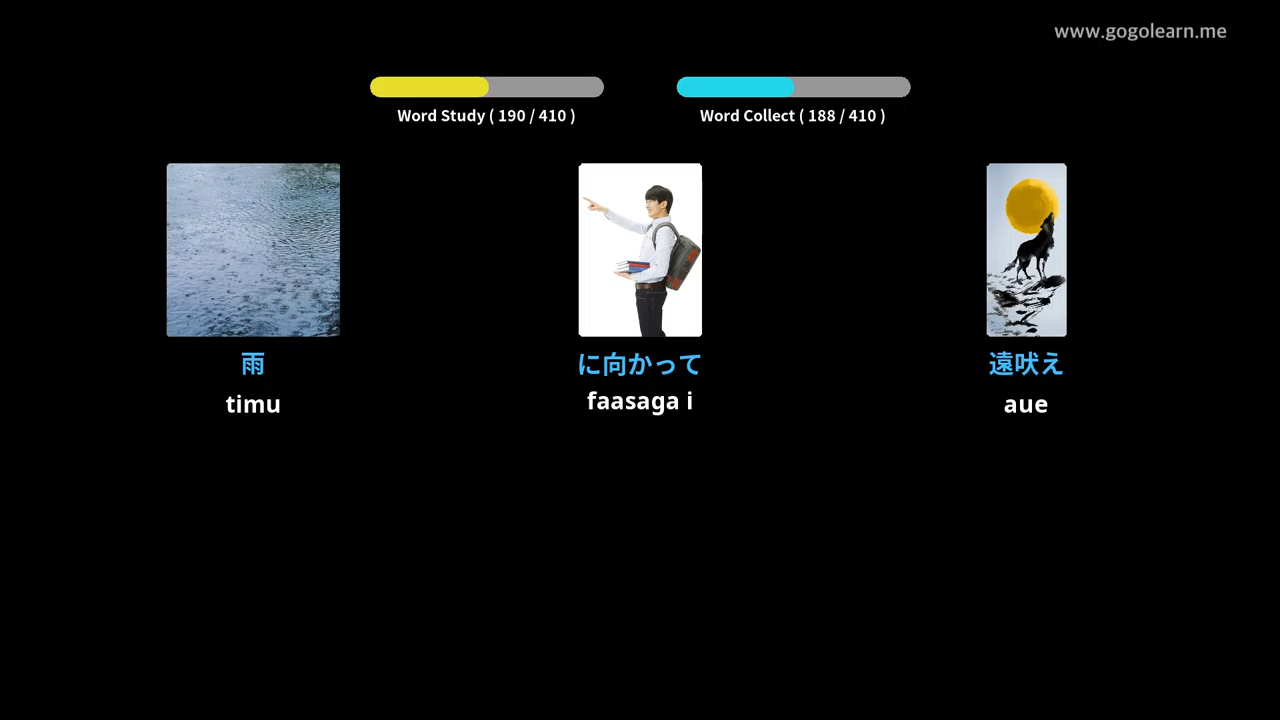 www.gogolearn.me
Word Study ( 190 / 410 )
Word Collect ( 188 / 410 )
雨
timu
に向かって
faasaga i
遠吠え
aue